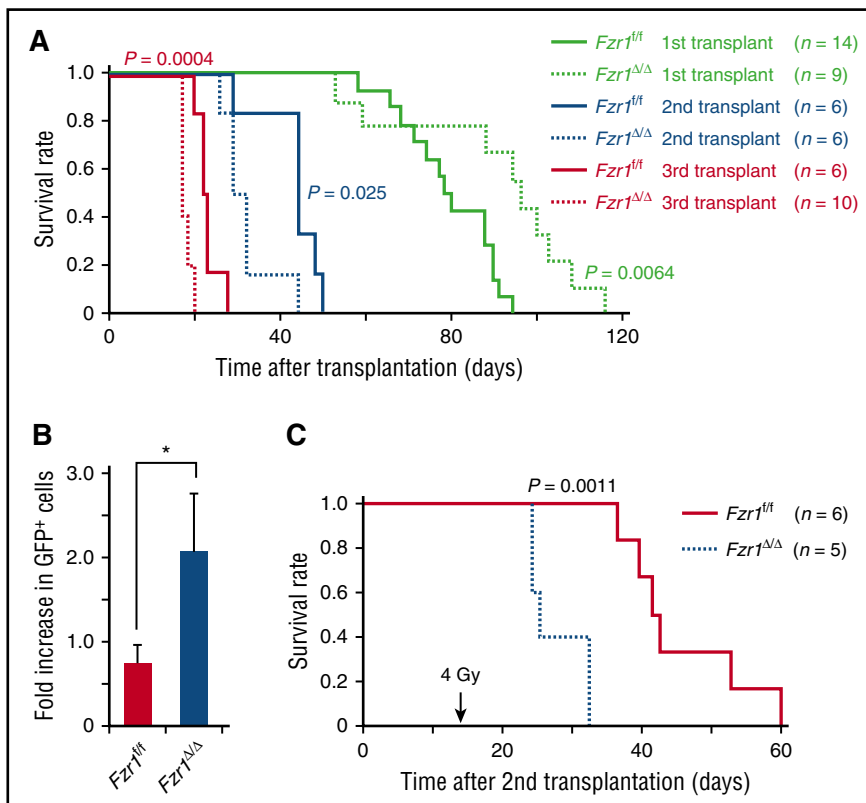 A
P = 0.0004
Fzr1f/f 1st transplant (n = 14)
Fzr1Δ/Δ 1st transplant (n = 9)
Fzr1f/f 2nd transplant (n = 6)
Fzr1Δ/Δ 2nd transplant (n = 6)
Fzr1f/f 3rd transplant (n = 6)
Fzr1Δ/Δ 3rd transplant (n = 10)
1.0
0.8
0.6
0.4
0.2
0
Survival rate
P = 0.025
P = 0.0064
0 40 80 120
Time after transplantation (days)
B
*
3.0
2.0
1.0
0
Fold increase in GFP+ cells
Fzr1f/f
Fzr1Δ/Δ
C
P = 0.0011
Fzr1f/f (n = 6)
Fzr1Δ/Δ (n = 5)
1.0
0.8
0.6
0.4
0.2
0
Survival rate
4 Gy
0 20 40 60
Time after 2nd transplantation (days)